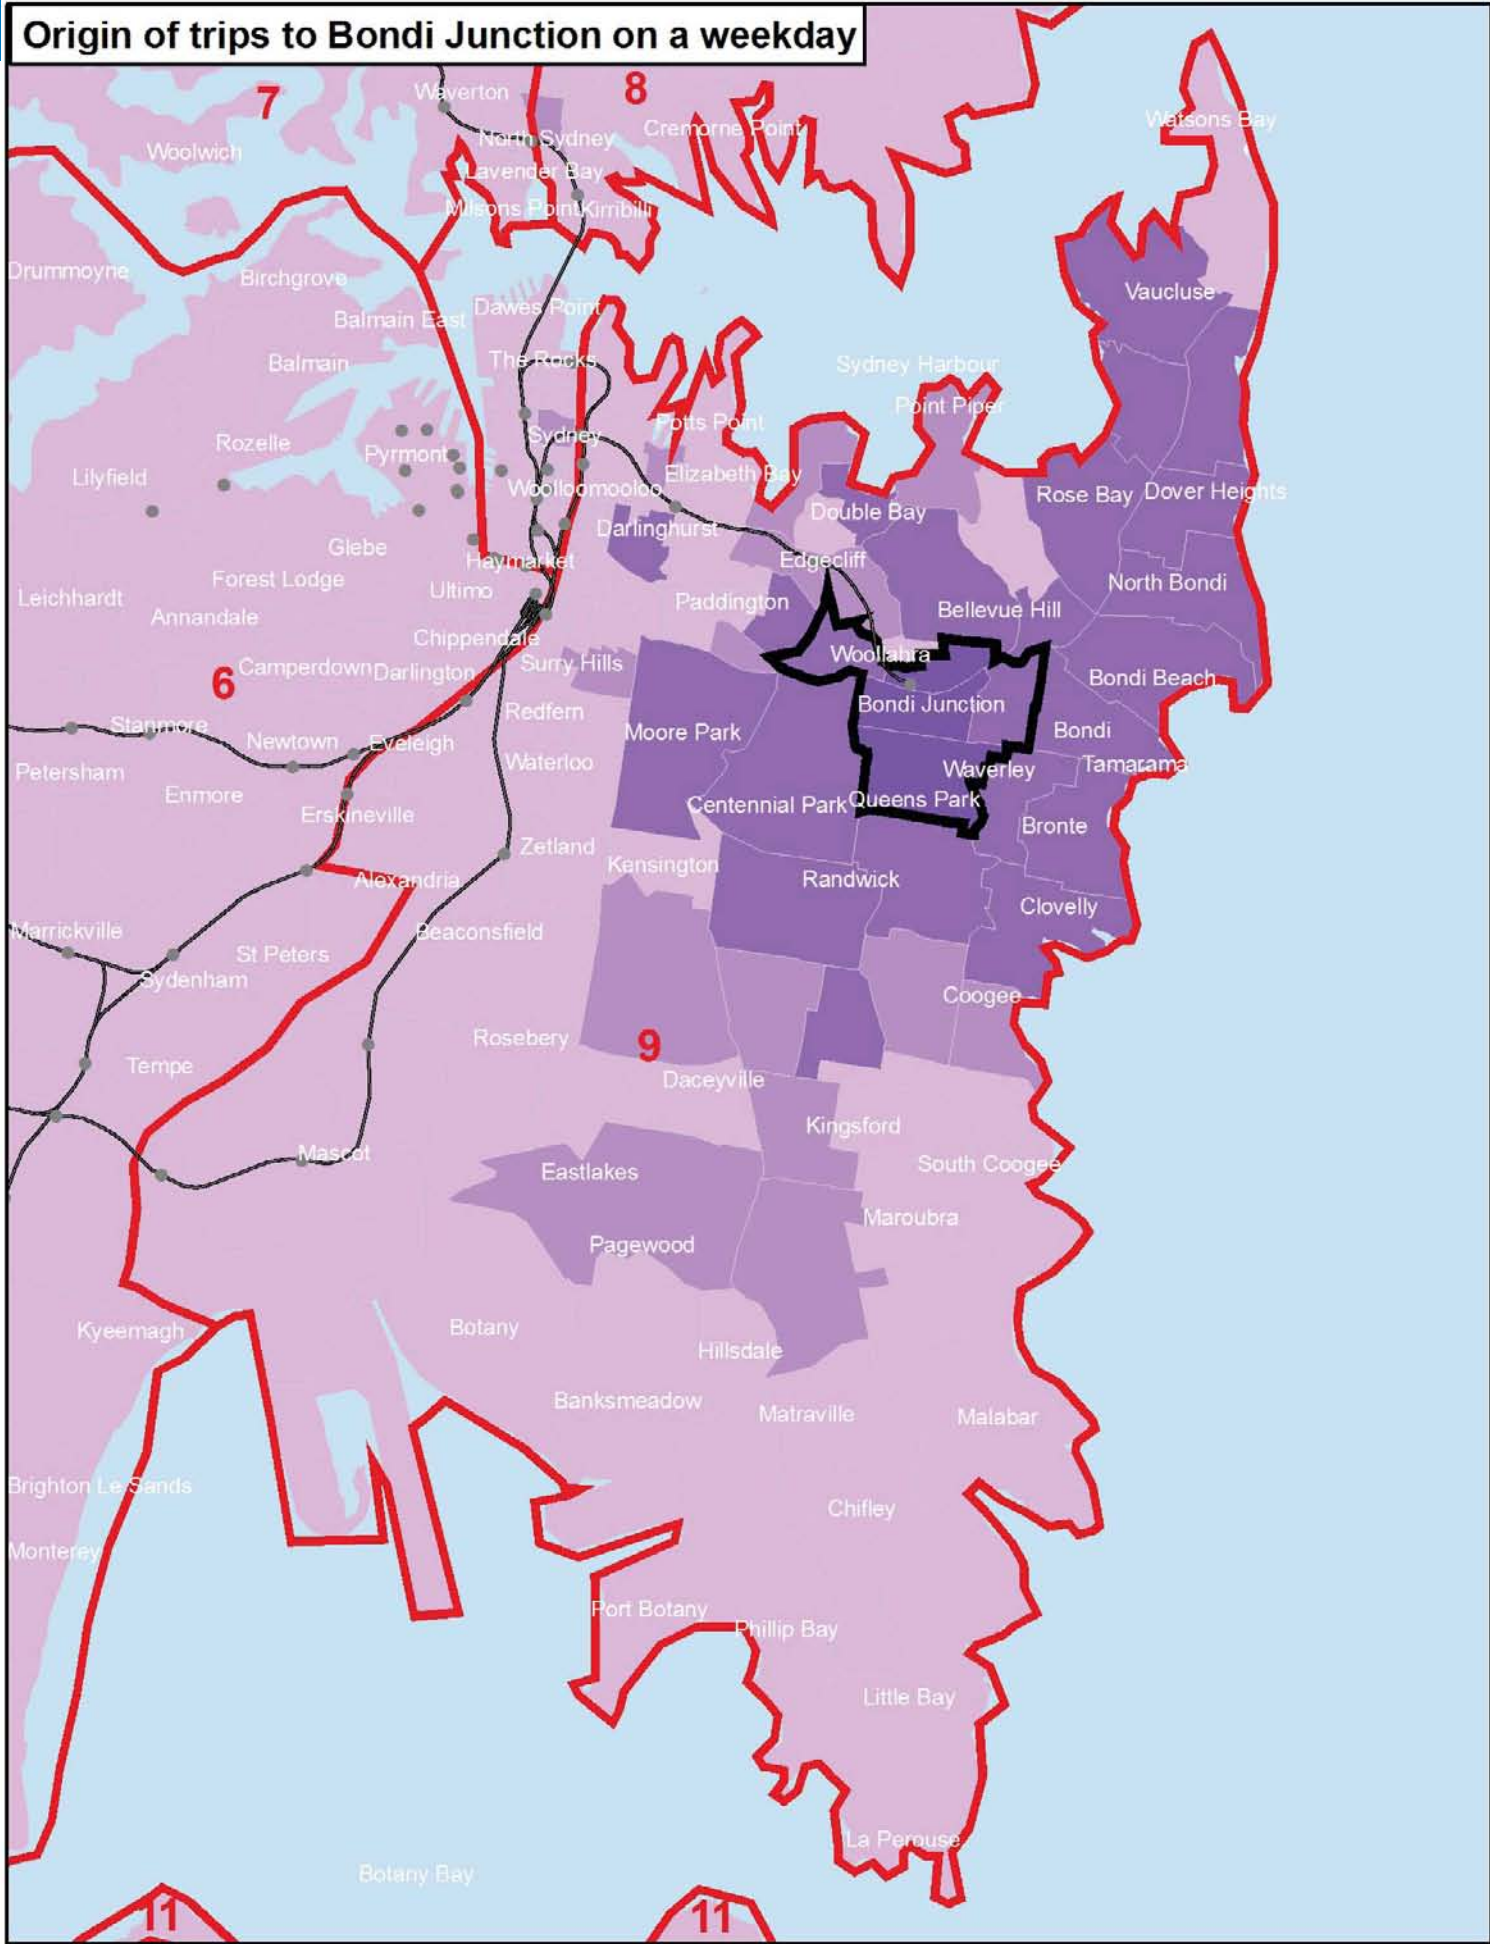 Origin of trips to Bondi Junction on a weekday
7
8
Waverton
Woolwich
North Sydney
Cremorne Point
Watsons Bay
Lavender Bay
Milsons Point
Kirribilli
Drummoyne
Birchgrove
Dawes Point
Vaucluse
Balmain East
Balmain
The Rocks
Sydney Harbour
Point Piper
Potts Point
Rozelle
Sydney
Pyrmont
Lilyfield
Elizabeth Bay
Woolloomooloo
Rose Bay
Dover Heights
Double Bay
Darlinghurst
Glebe
Haymarket
Edgecliff
Forest Lodge
North Bondi
Leichhardt
Ultimo
Annandale
Paddington
Bellevue Hill
Chippendale
Woollahra
Camperdown
Darlington
Surry Hills
6
Bondi Beach
Redfern
Bondi Junction
Stanmore
Newtown
Eveleigh
Moore Park
Bondi
Petersham
Waterloo
Waverley
Tamarama
Enmore
Centennial Park
Queens Park
Erskineville
Bronte
Zetland
Kensington
Alexandria
Randwick
Clovelly
Marrickville
Beaconsfield
St Peters
Sydenham
Coogee
Rosebery
9
Tempe
Daceyville
Kingsford
Mascot
Eastlakes
South Coogee
Maroubra
Pagewood
Kyeemagh
Botany
Hillsdale
Banksmeadow
Matraville
Malabar
Brighton Le Sands
Chifley
Monterey
Port Botany
Phillip Bay
Little Bay
La Perouse
Botany Bay
11
11